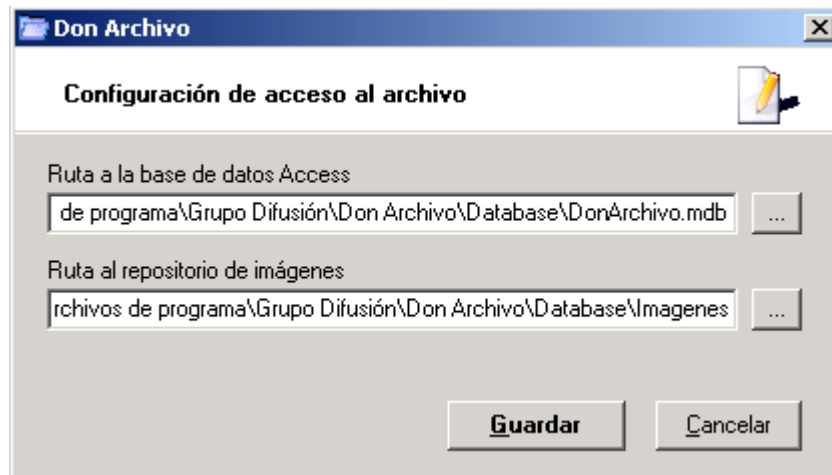 Don Archivo
Configuración de acceso al archivo
Ruta a la base de datos Access
de programa\Grupo Difusión\Don Archivo\Database\DonArchivo.mdb
...
Ruta al repositorio de imágenes
rchivos de programa\Grupo Difusión\Don Archivo\Database\Imagenes
...
Guardar Cancelar